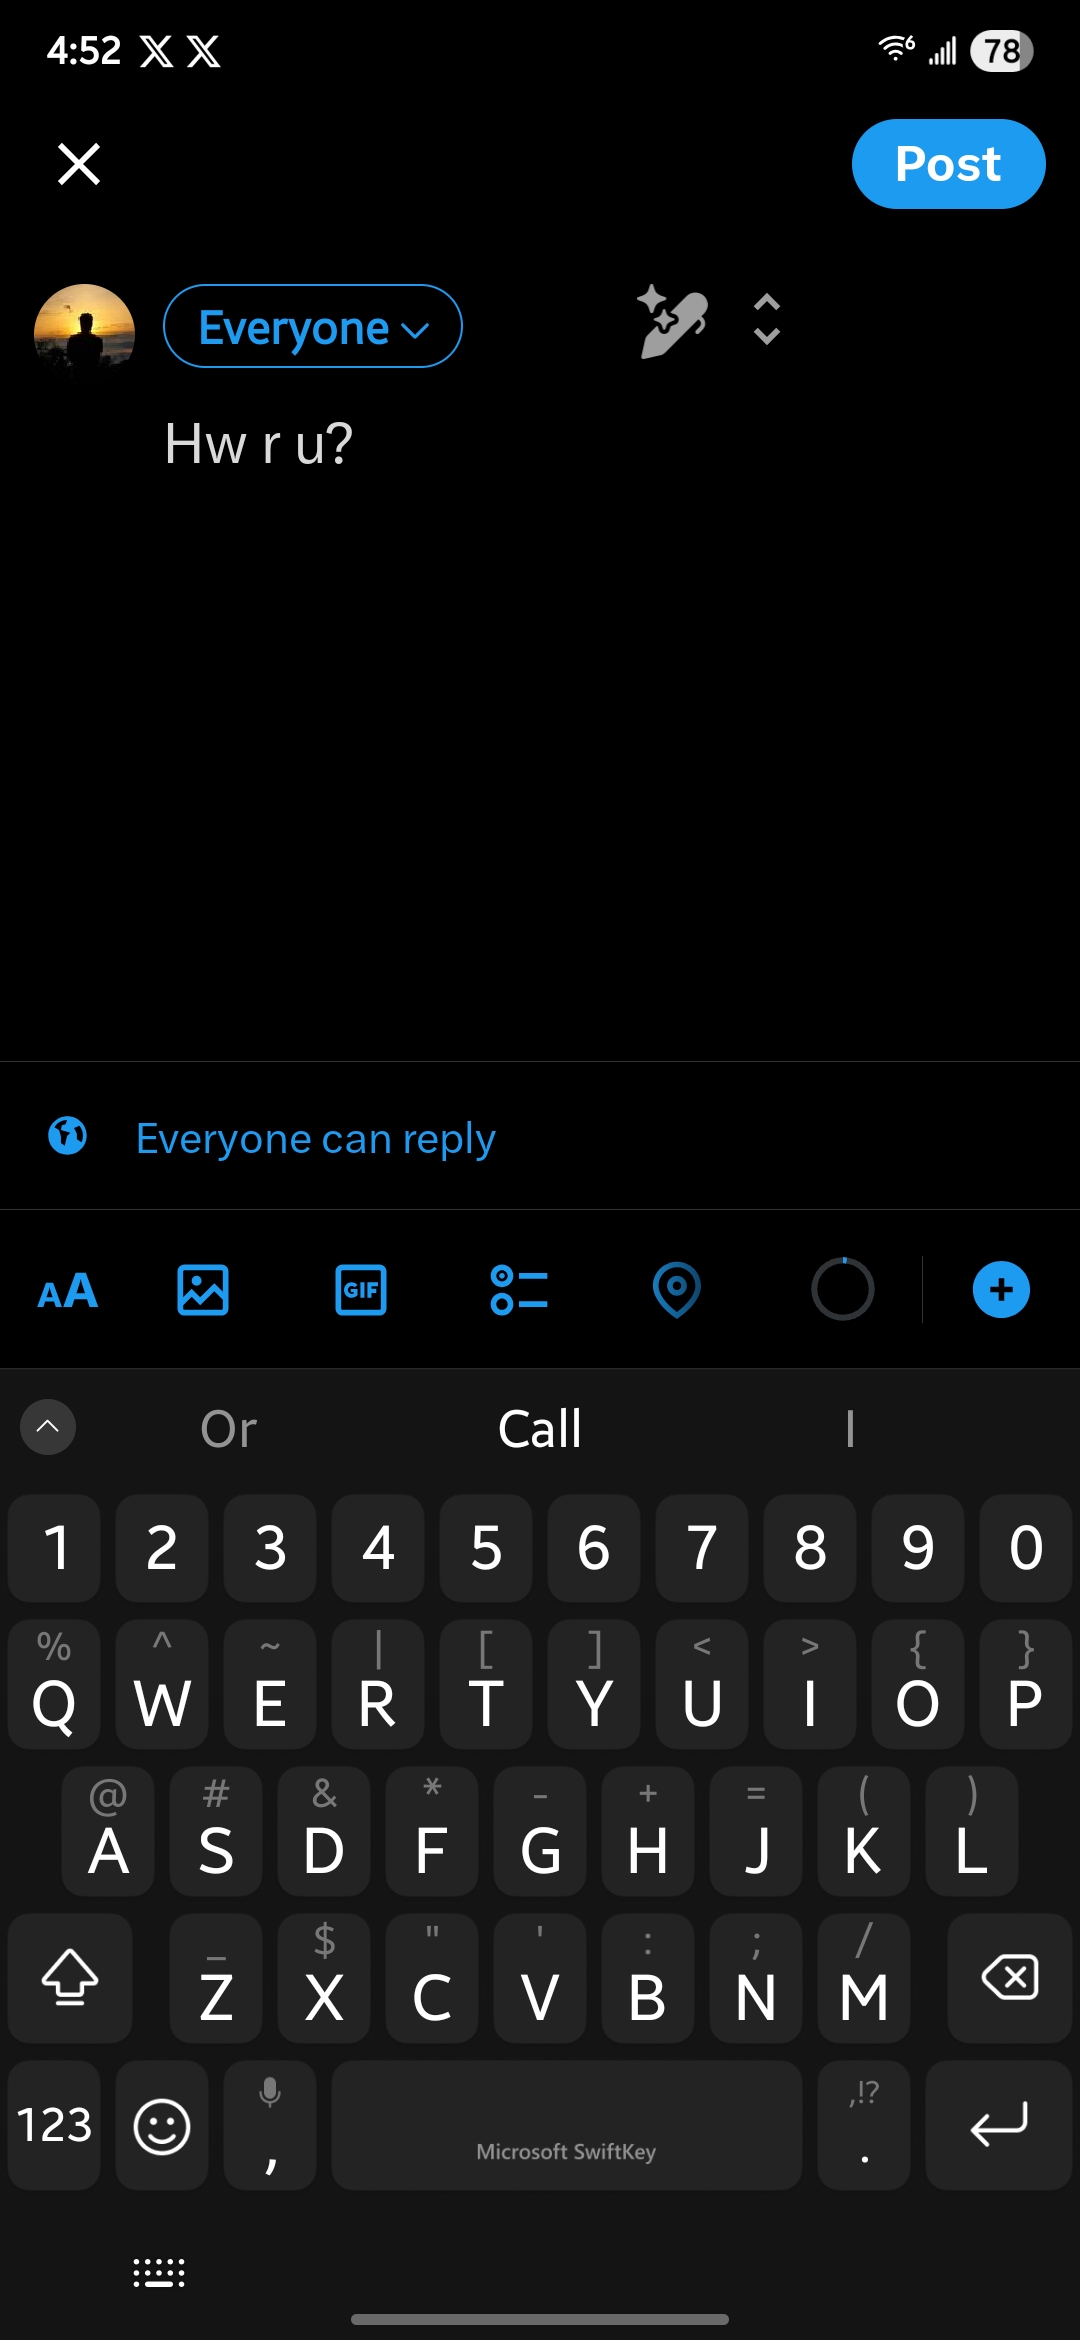 4:52
78
Post
Everyone
Hw r u?
Everyone can reply
AA
GIF
Or Call I
1 2 3 4 5 6 7 8 9 0
% ^ ~ | [ ] < > { }
Q W E R T Y U I O P
@ # & * - + = ( )
A S D F G H J K L
_ $ " ' : ; /
Z X C V B N M
,!?
123 , Microsoft SwiftKey .